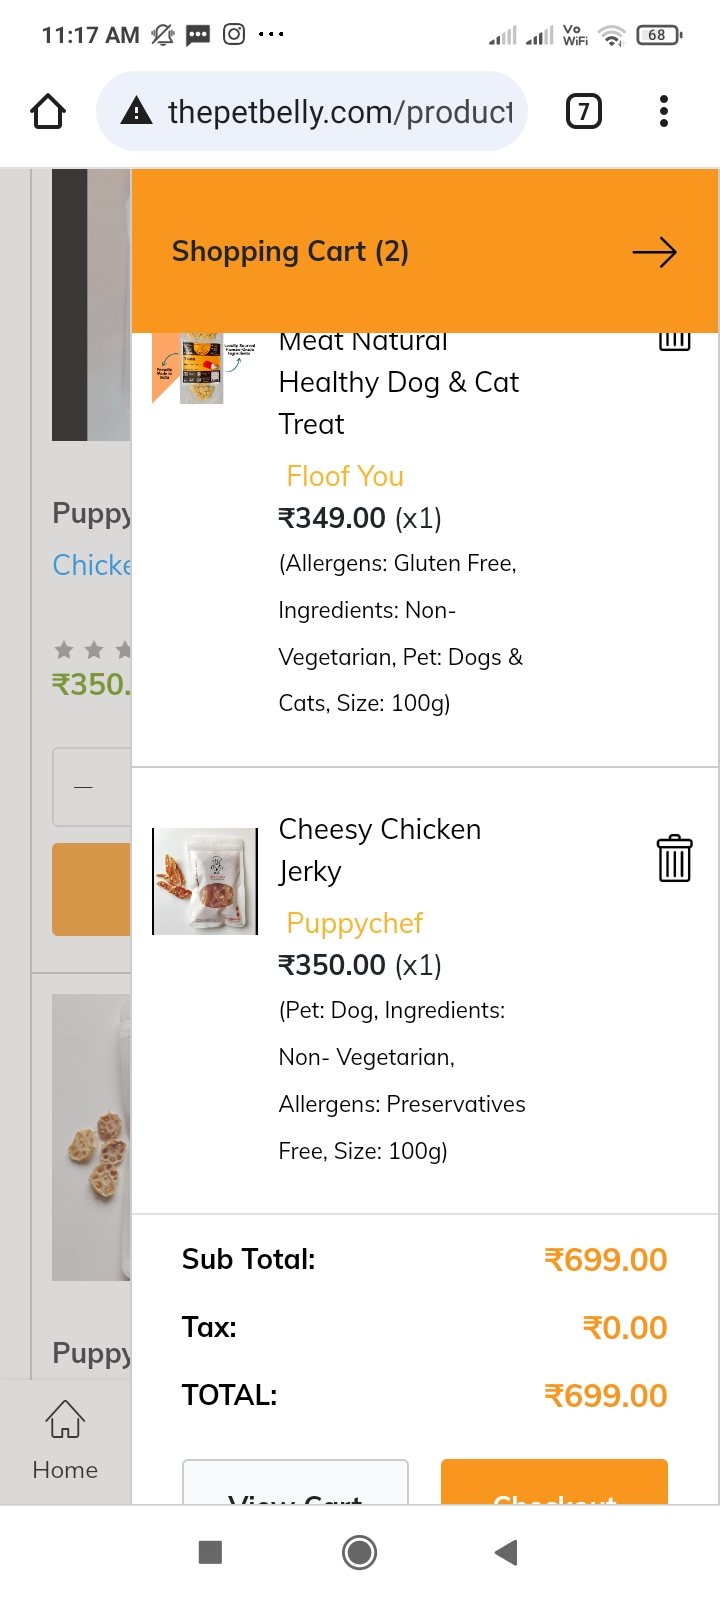 11:17 AM
Vo
WiFi
68
thepetbelly.com/product
7
Shopping Cart (2)
Meat Natural
Healthy Dog & Cat
Treat
Floof You
₹349.00 (x1)
(Allergens: Gluten Free,
Ingredients: Non-
Vegetarian, Pet: Dogs &
Cats, Size: 100g)
Cheesy Chicken
Jerky
Puppychef
₹350.00 (x1)
(Pet: Dog, Ingredients:
Non- Vegetarian,
Allergens: Preservatives
Free, Size: 100g)
Sub Total:
₹699.00
Tax:
₹0.00
TOTAL:
₹699.00
View Cart
Checkout
Puppy
Chicke
₹350.
Puppy
Home